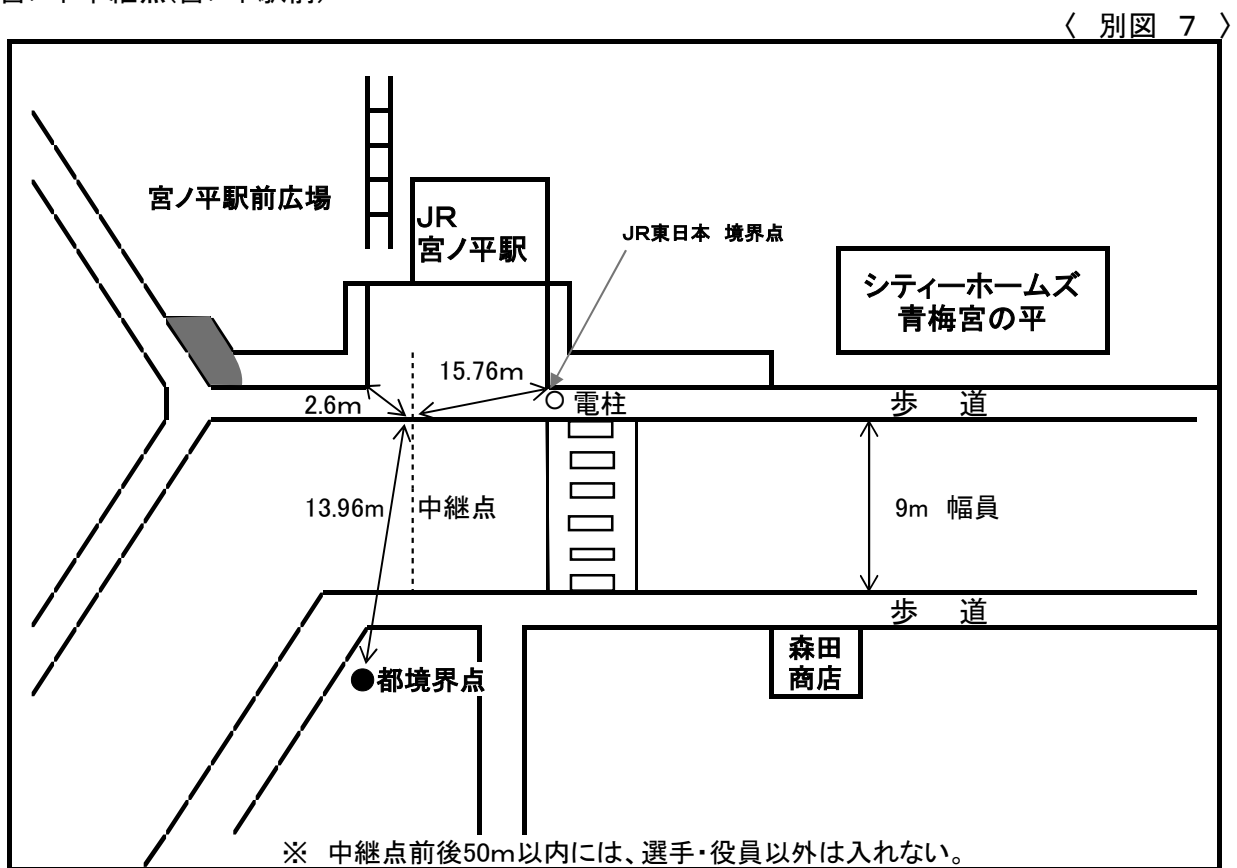 〈 別図 7 〉
宮ノ平駅前広場
JR
宮ノ平駅
JR東日本 境界点
シティーホームズ
青梅宮の平
15.76m
2.6m
電柱
歩 道
13.96m
中継点
9m 幅員
歩 道
森田
商店
●都境界点
※ 中継点前後50m以内には、選手・役員以外は入れない。